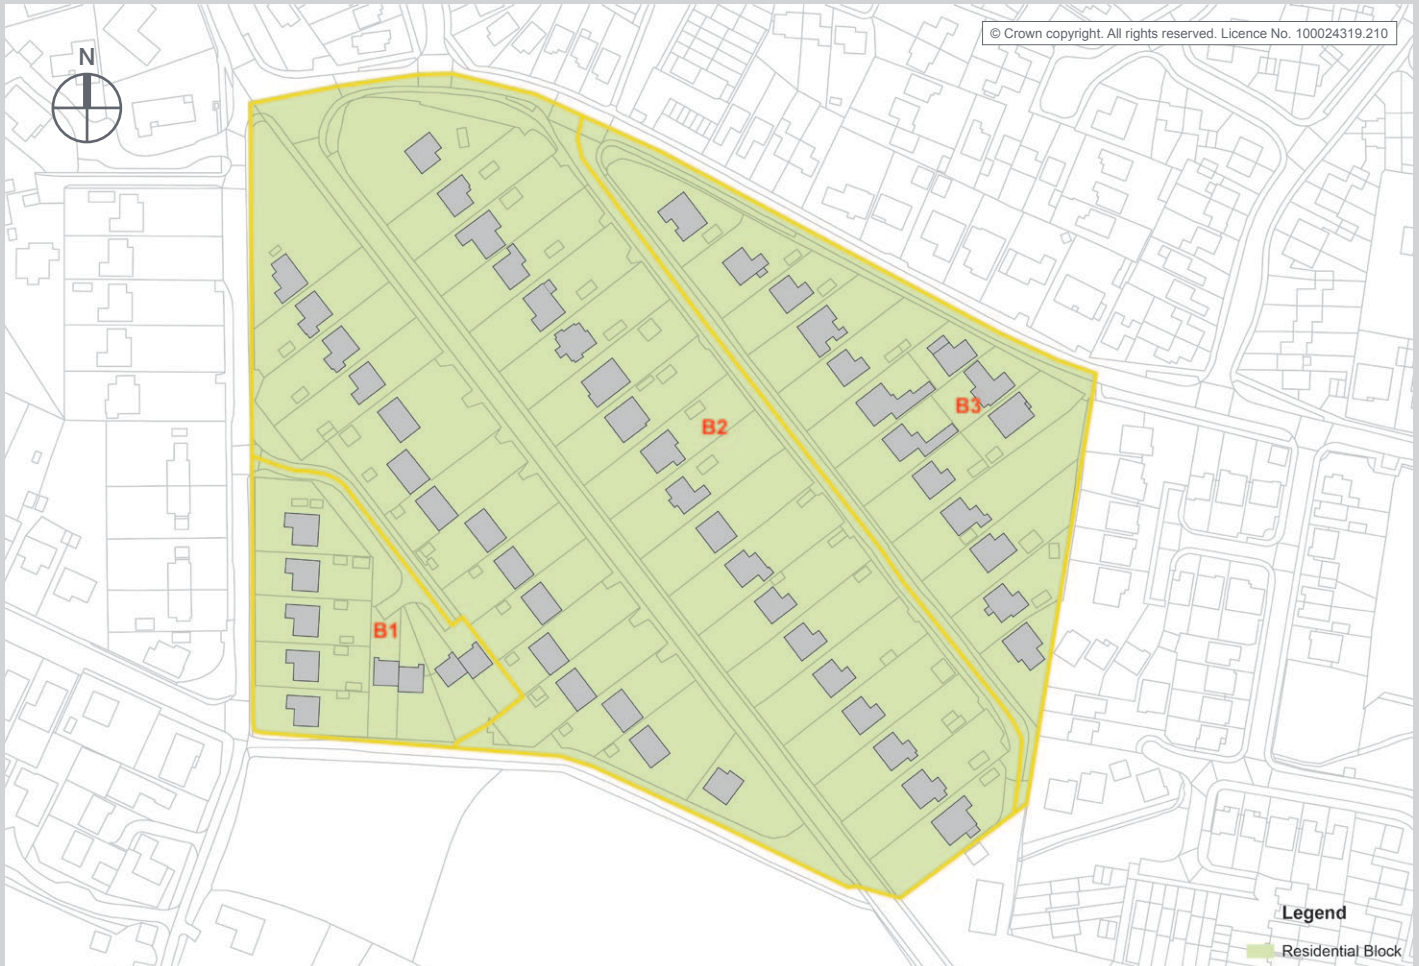 © Crown copyright. All rights reserved. Licence No. 100024319.210
N
B3
B2
B1
Legend
Residential Block